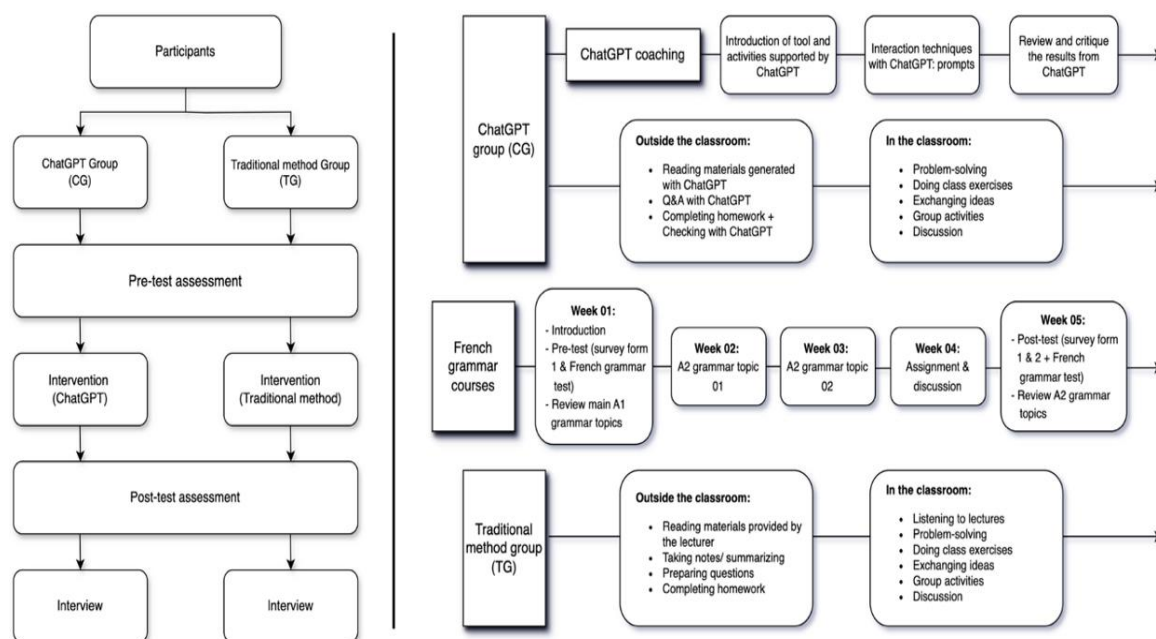 Participants
ChatGPT Group
(CG)
Traditional method Group
(TG)
Pre-test assessment
Intervention
(ChatGPT)
Intervention
(Traditional method)
Post-test assessment
Interview
Interview
ChatGPT
group (CG)
ChatGPT coaching
Introduction of tool and
activities supported by
ChatGPT
Interaction techniques
with ChatGPT: prompts
Review and critique
the results from
ChatGPT
Outside the classroom:
• Reading materials generated
with ChatGPT
• Q&A with ChatGPT
• Completing homework +
Checking with ChatGPT
In the classroom:
• Problem-solving
• Doing class exercises
• Exchanging ideas
• Group activities
• Discussion
French
grammar
courses
Week 01:
- Introduction
- Pre-test (survey form
1 & French grammar
test)
- Review main A1
grammar topics
Week 02:
A2 grammar topic
01
Week 03:
A2 grammar topic
02
Week 04:
Assignment &
discussion
Week 05:
- Post-test (survey form
1 & 2 + French
grammar test)
- Review A2 grammar
topics
Traditional
method group
(TG)
Outside the classroom:
• Reading materials provided by
the lecturer
• Taking notes/ summarizing
• Preparing questions
• Completing homework
In the classroom:
• Listening to lectures
• Problem-solving
• Doing class exercises
• Exchanging ideas
• Group activities
• Discussion